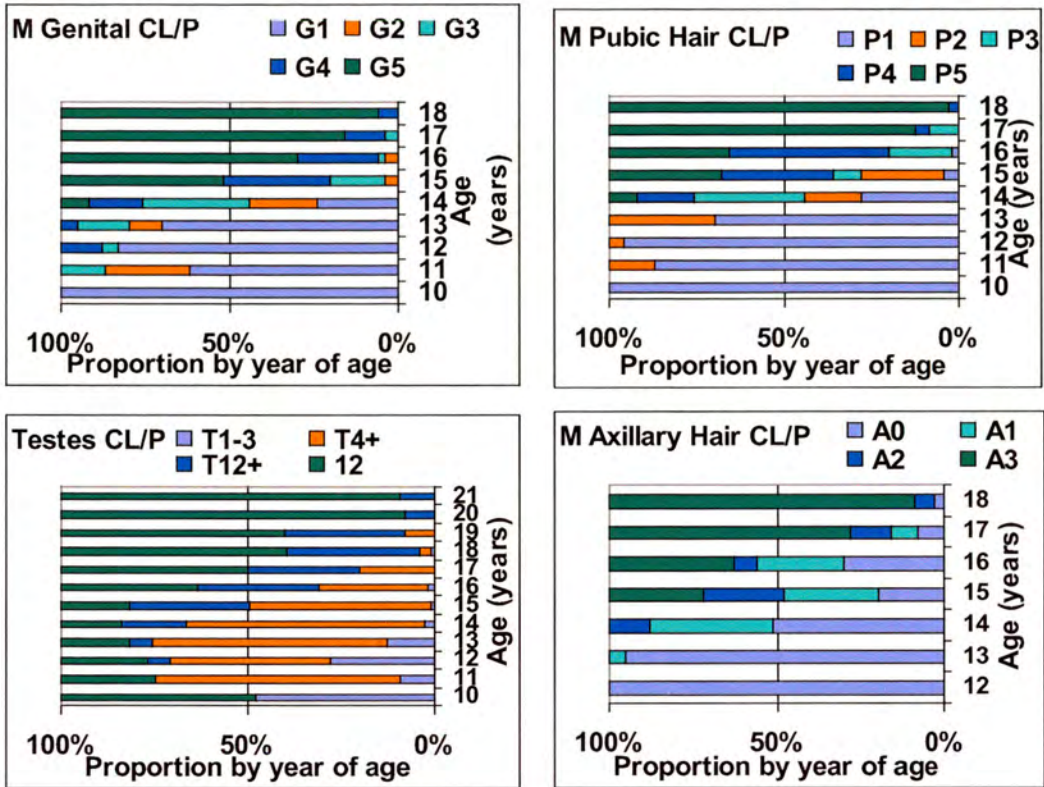 M Genital CL/P G1 G2 G3
G4 G5
18
17
16
15
14
13
12
11
10
Age (years)
100% 50% 0%
Proportion by year of age
M Pubic Hair CL/P P1 P2 P3
P4 P5
18
17
16
15
14
13
12
11
10
Age (years)
100% 50% 0%
Proportion by year of age
Testes CL/P T1-3 T4+
T12+ 12
21
20
19
18
17
16
15
14
13
12
11
10
Age (years)
100% 50% 0%
Proportion by year of age
M Axillary Hair CL/P A0 A1
A2 A3
18
17
16
15
14
13
12
Age (years)
100% 50% 0%
Proportion by year of age